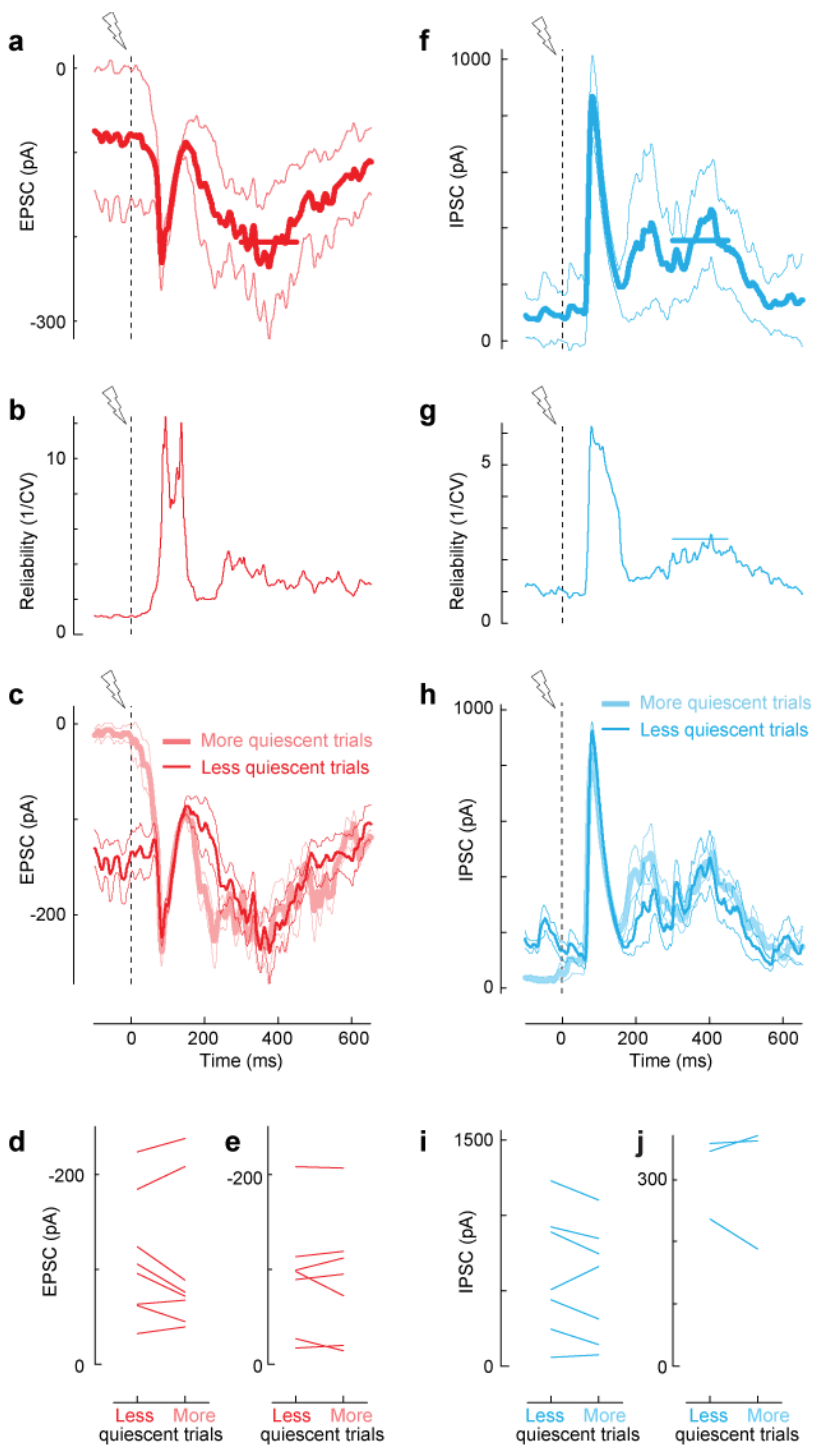 a
0
EPSC (pA)
-300
f
1000
IPSC (pA)
0
b
10
Reliability (1/CV)
0
g
5
Reliability (1/CV)
0
c
0
More quiescent trials
Less quiescent trials
EPSC (pA)
-200
0 200 400 600
Time (ms)
h
1000
More quiescent trials
Less quiescent trials
IPSC (pA)
0
0 200 400 600
Time (ms)
d
-200
EPSC (pA)
0
Less More
quiescent trials
e
-200
0
Less More
quiescent trials
i
1500
IPSC (pA)
0
Less More
quiescent trials
j
300
0
Less More
quiescent trials